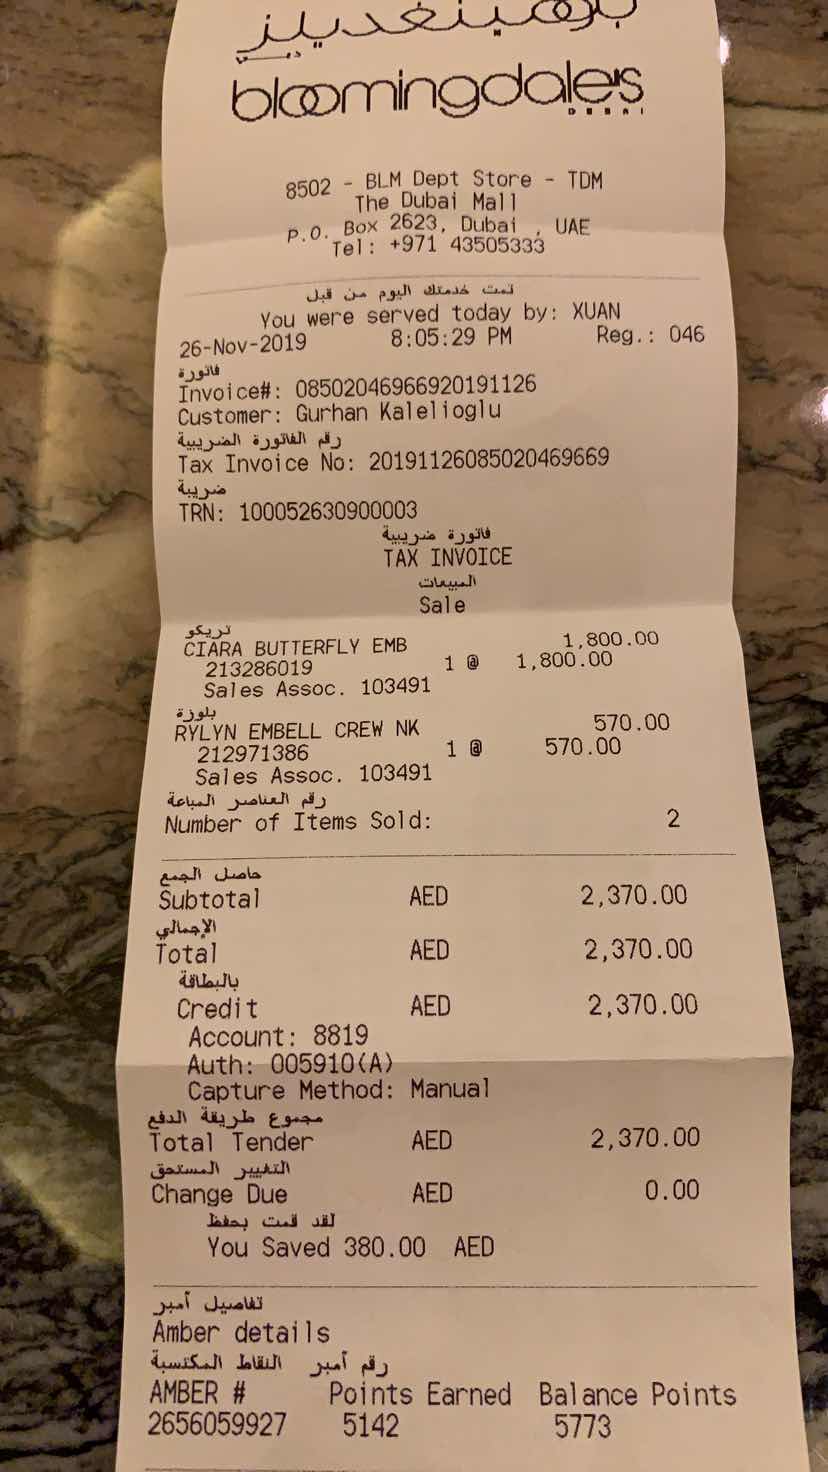 بلومينغديلز
دبي
bloomingdale's
DUBAI
8502 - BLM Dept Store - TDM
The Dubai Mall
P.O. Box 2623, Dubai , UAE
Tel: +971 43505333
تمت خدمتك اليوم من قبل
You were served today by: XUAN
26-Nov-2019 8:05:29 PM Reg.: 046
فاتورة
Invoice#: 08502046966920191126
Customer: Gurhan Kalelioglu
رقم الفاتورة الضريبية
Tax Invoice No: 20191126085020469669
ضريبة
TRN: 100052630900003
فاتورة ضريبية
TAX INVOICE
المبيعات
Sale
تريكو
CIARA BUTTERFLY EMB 1,800.00
213286019 1 @ 1,800.00
Sales Assoc. 103491
بلوزة
RYLYN EMBELL CREW NK 570.00
212971386 1 @ 570.00
Sales Assoc. 103491
رقم العناصر المباعة
Number of Items Sold: 2
حاصل الجمع
Subtotal AED 2,370.00
الإجمالي
Total AED 2,370.00
بالبطاقة
Credit AED 2,370.00
Account: 8819
Auth: 005910(A)
Capture Method: Manual
مجموع طريقة الدفع
Total Tender AED 2,370.00
التغيير المستحق
Change Due AED 0.00
لقد قمت بحفظ
You Saved 380.00 AED
تفاصيل أمبر
Amber details
رقم أمبر النقاط المكتسبة
AMBER # Points Earned Balance Points
2656059927 5142 5773